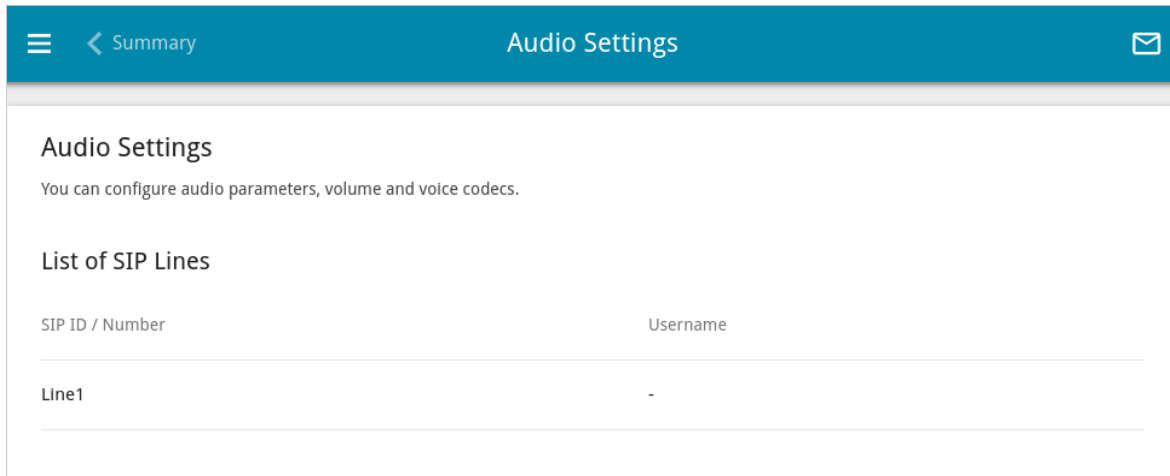 Summary
Audio Settings
Audio Settings
You can configure audio parameters, volume and voice codecs.
List of SIP Lines
SIP ID / Number Username
Line1 -